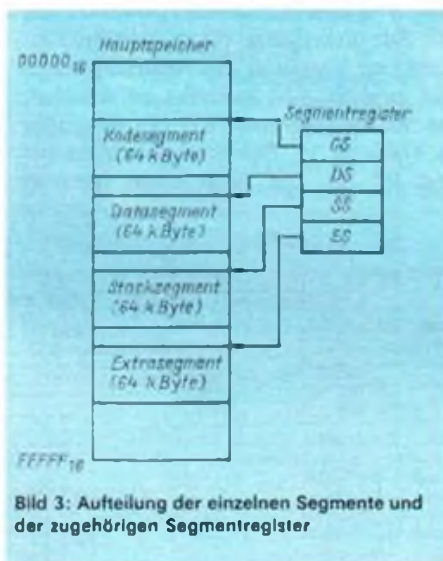 Hauptspeicher
00000₁₆
Segmentregister
Kodesegment
(64 kByte)
CS
DS
SS
ES
Datasegment
(64 kByte)
Stacksegment
(64 kByte)
Extrasegment
(64 kByte)
FFFFF₁₆
Bild 3: Aufteilung der einzelnen Segmente und
der zugehörigen Segmentregister